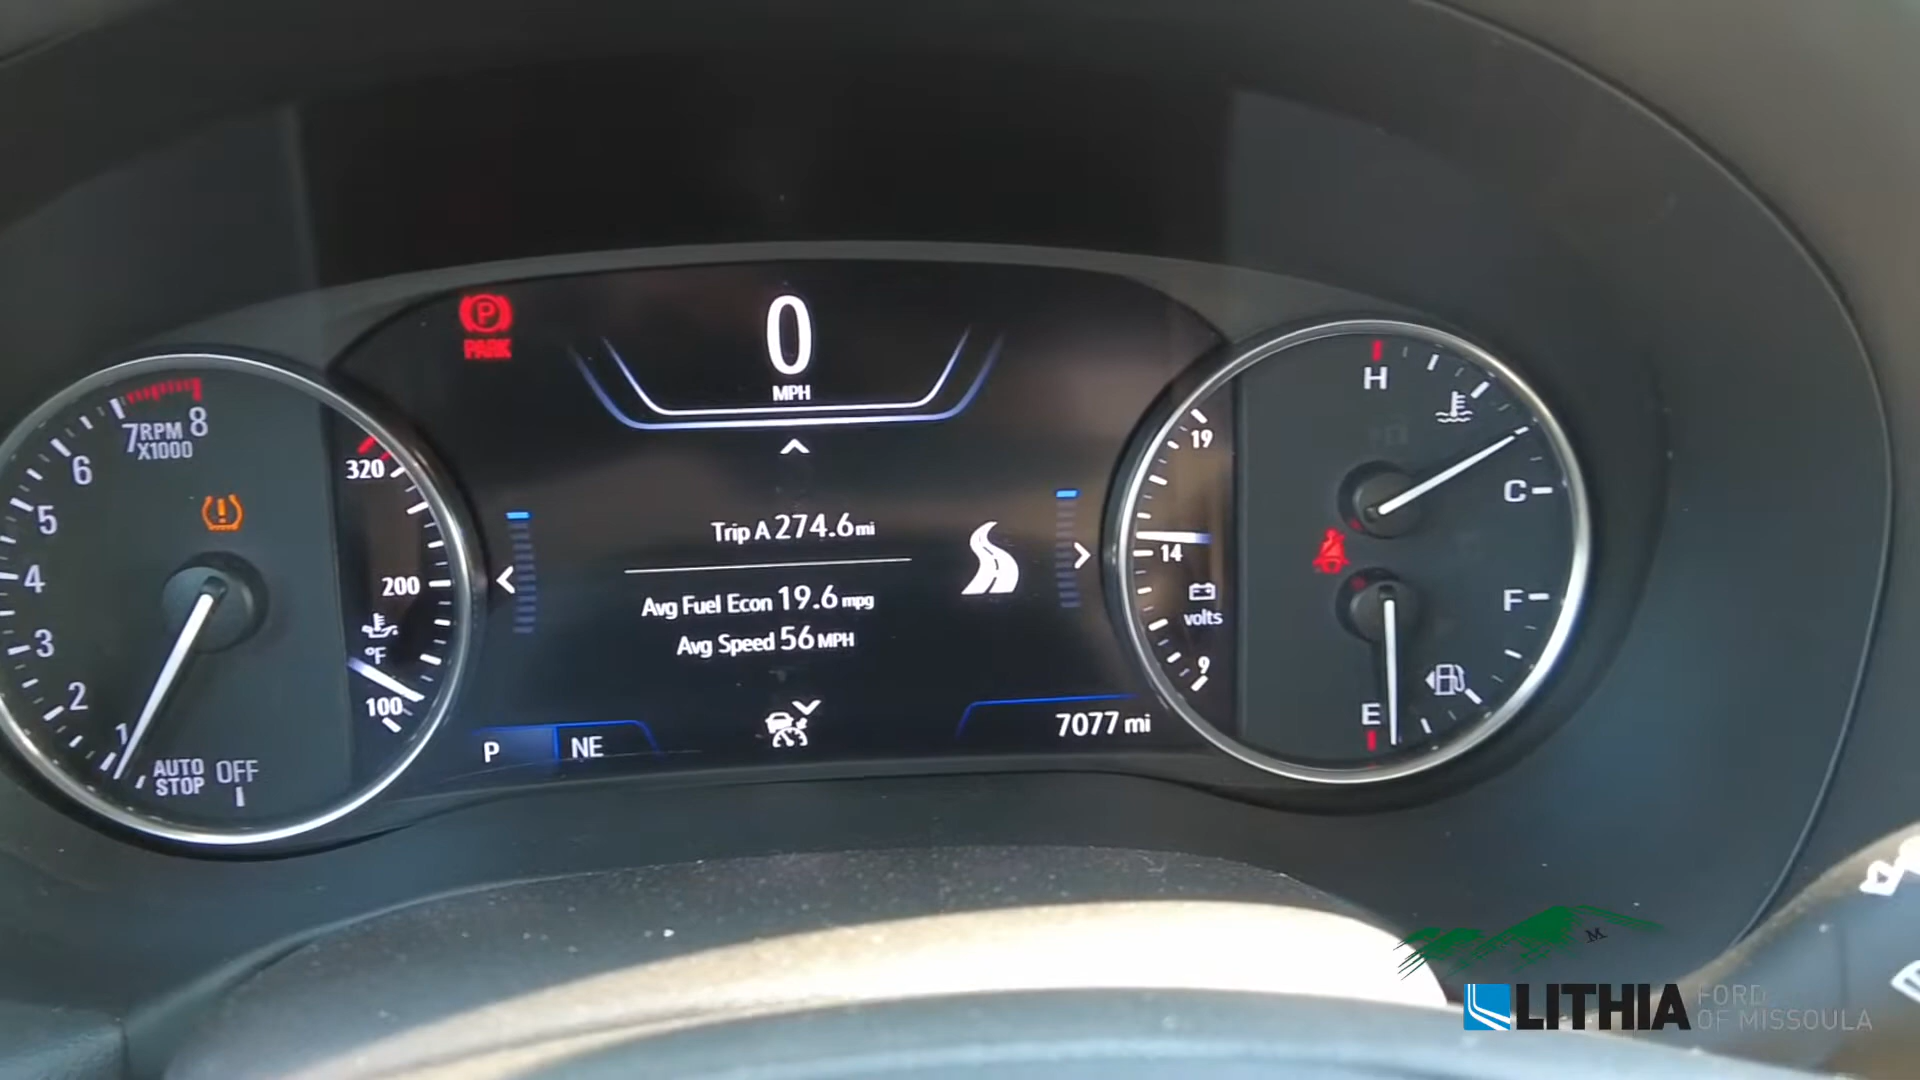 7 RPM 8
X1000
6
5
4
3
2
1
AUTO STOP OFF
320
200
°F
100
P
PARK
0
MPH
Trip A 274.6 mi
Avg Fuel Econ 19.6 mpg
Avg Speed 56 MPH
P NE
7077 mi
19
14
volts
9
H
C
F
E
M
LITHIA FORD OF MISSOULA